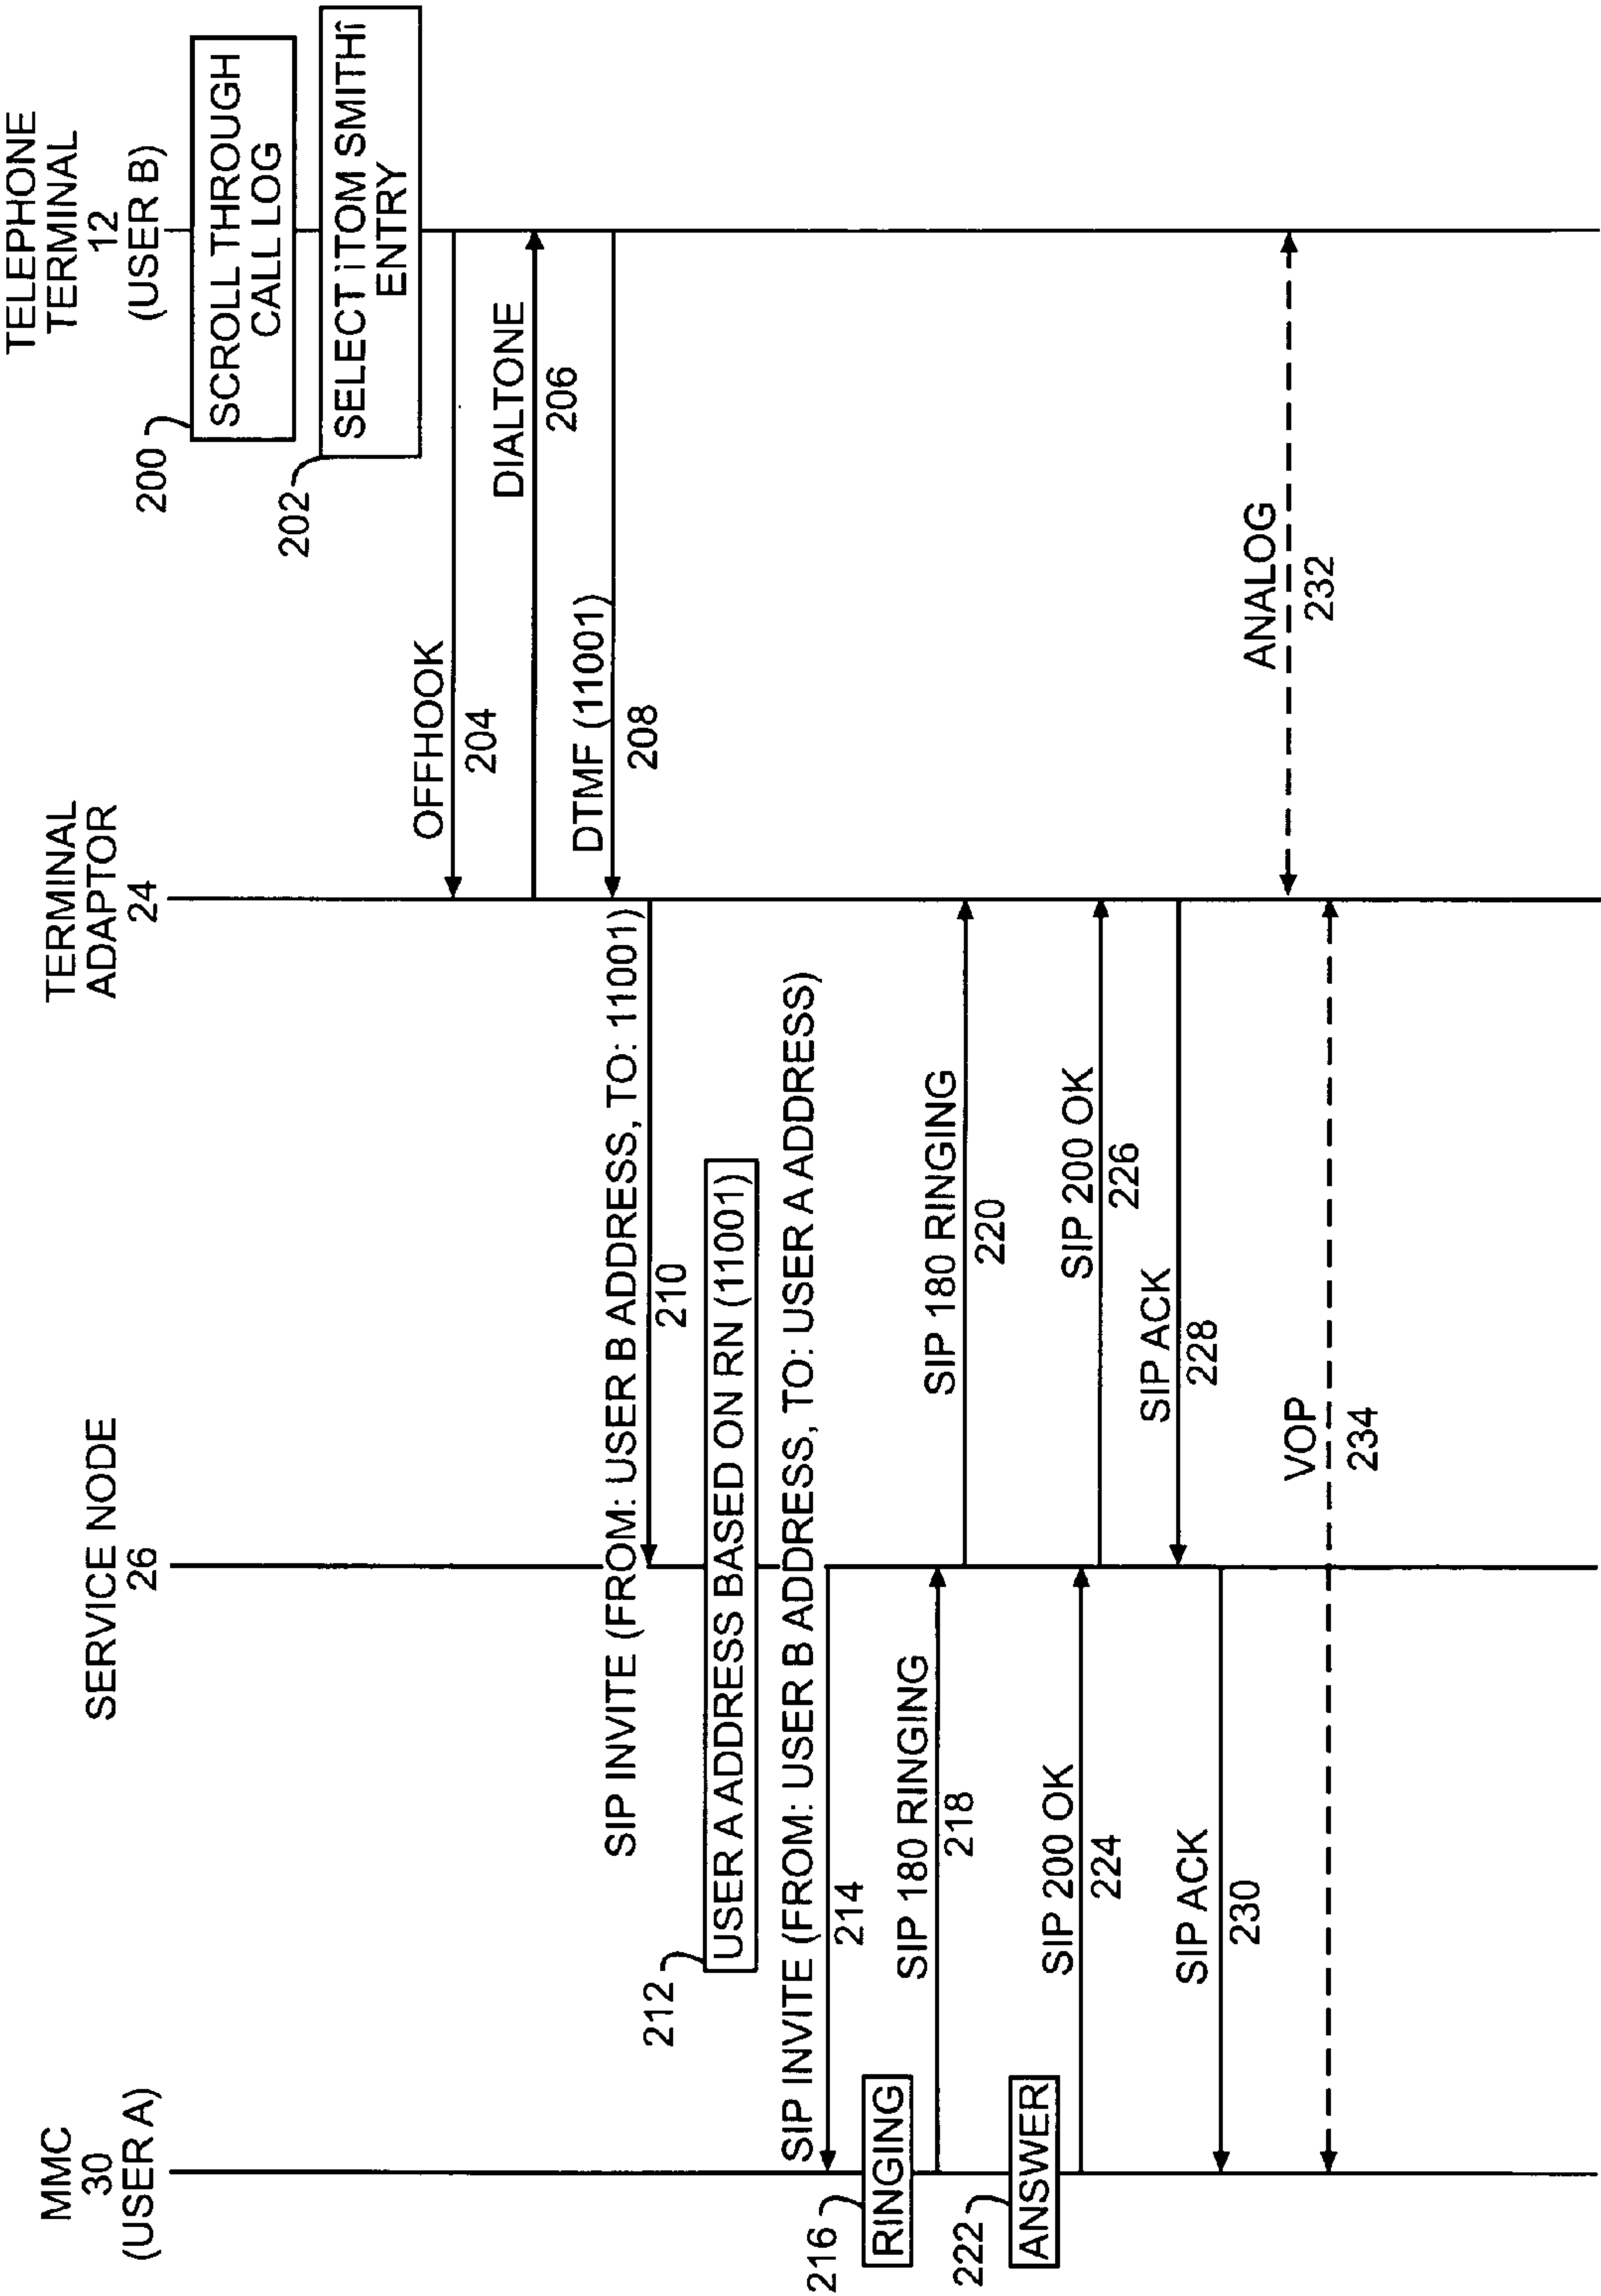 MMC
30
(USER A)
SERVICE NODE
26
TERMINAL
ADAPTOR
24
TELEPHONE
TERMINAL
12
(USER B)
200
SCROLL THROUGH
CALL LOG
202
SELECT ìTOM SMITHî
ENTRY
OFFHOOK
204
DIALTONE
206
DTMF (11001)
208
SIP INVITE (FROM: USER B ADDRESS, TO: 11001)
210
212
USER A ADDRESS BASED ON RN (11001)
SIP INVITE (FROM: USER B ADDRESS, TO: USER A ADDRESS)
214
216
RINGING
SIP 180 RINGING
218
SIP 180 RINGING
220
222
ANSWER
SIP 200 OK
224
SIP 200 OK
226
SIP ACK
228
SIP ACK
230
ANALOG
232
VOP
234